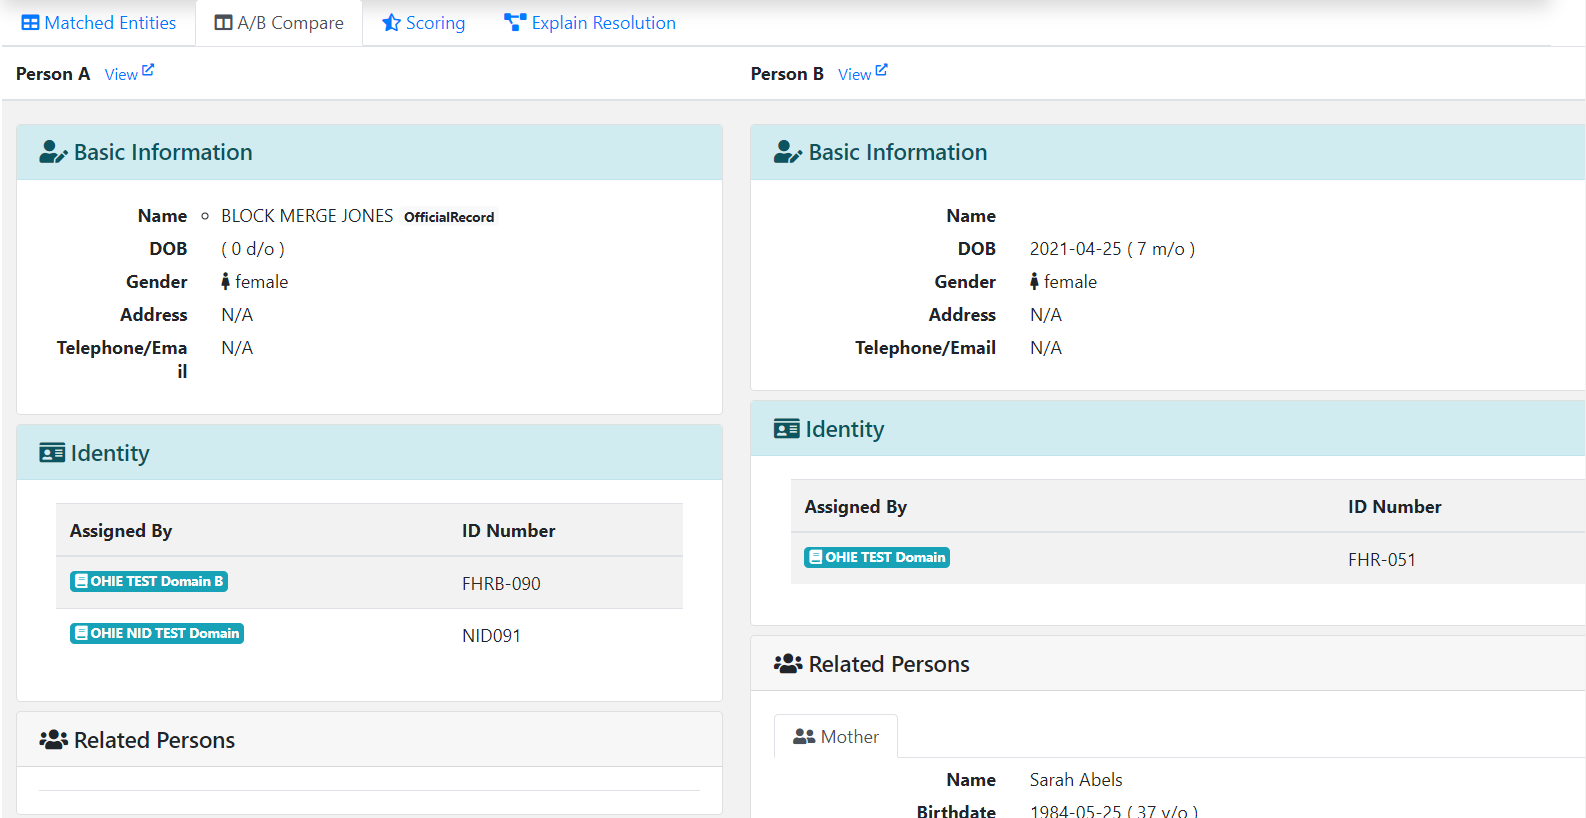 Matched Entities
A/B Compare
Scoring
Explain Resolution
Person A View
Basic Information
Name BLOCK MERGE JONES OfficialRecord
DOB ( 0 d/o )
Gender female
Address N/A
Telephone/Ema
il
N/A
Identity
Assigned By ID Number
OHIE TEST Domain B FHRB-090
OHIE NID TEST Domain NID091
Related Persons
Person B View
Basic Information
Name
DOB 2021-04-25 ( 7 m/o )
Gender female
Address N/A
Telephone/Email N/A
Identity
Assigned By ID Number
OHIE TEST Domain FHR-051
Related Persons
Mother
Name Sarah Abels
Birthdate 1984-05-25 ( 37 y/o )